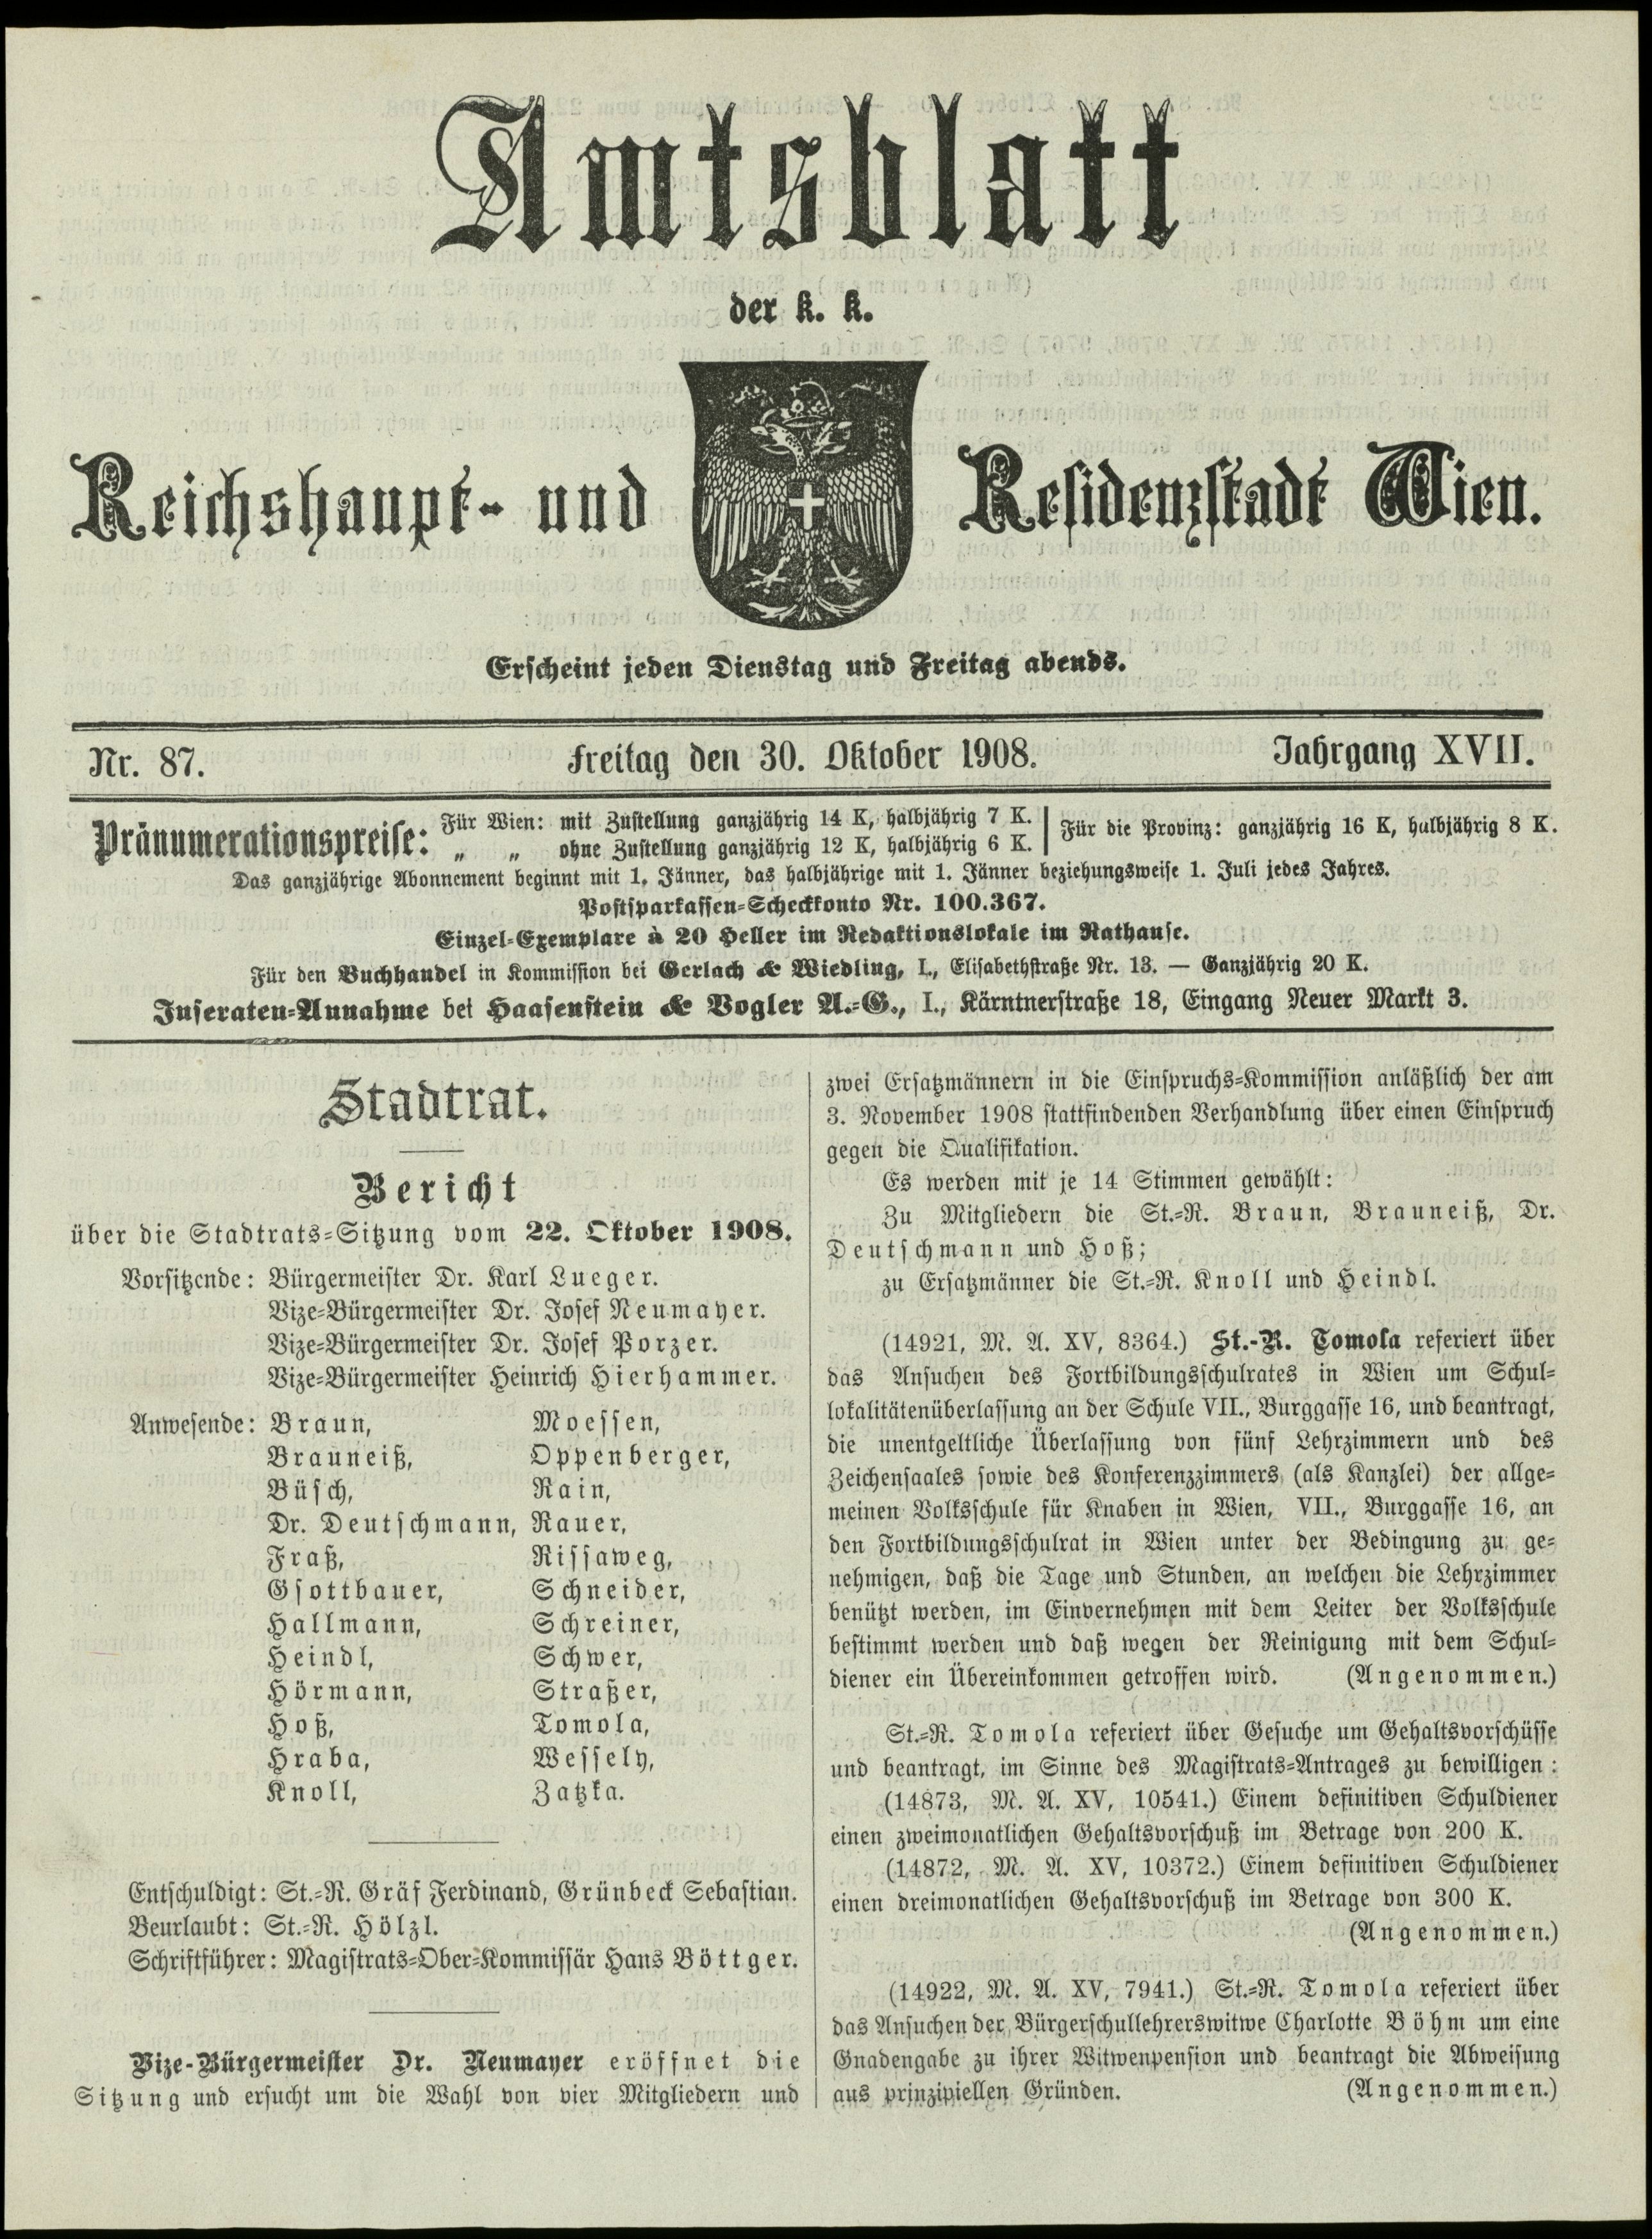 Amtsblatt
der k. k.
Reichshaupt- und Residenzstadt Wien.
Erscheint jeden Dienstag und Freitag abends.
Nr. 87. Freitag den 30. Oktober 1908. Jahrgang XVII.
Pränumerationspreise: Für Wien: mit Zustellung ganzjährig 14 K, halbjährig 7 K.
„ „ ohne Zustellung ganzjährig 12 K, halbjährig 6 K.
Für die Provinz: ganzjährig 16 K, halbjährig 8 K.
Das ganzjährige Abonnement beginnt mit 1. Jänner, das halbjährige mit 1. Jänner beziehungsweise 1. Juli jedes Jahres.
Postsparkassen-Scheckkonto Nr. 100.367.
Einzel-Exemplare à 20 Heller im Redaktionslokale im Rathause.
Für den Buchhandel in Kommission bei Gerlach & Wiedling, I., Elisabethstraße Nr. 13. — Ganzjährig 20 K.
Inseraten-Annahme bei Haasenstein & Vogler A.-G., I., Kärntnerstraße 18, Eingang Neuer Markt 3.
Stadtrat.
Bericht
über die Stadtrats-Sitzung vom 22. Oktober 1908.
Vorsitzende: Bürgermeister Dr. Karl Lueger.
Vize-Bürgermeister Dr. Josef Neumayer.
Vize-Bürgermeister Dr. Josef Porzer.
Vize-Bürgermeister Heinrich Hierhammer.
Anwesende: Braun, Moessen,
Brauneiß, Oppenberger,
Büsch, Rain,
Dr. Deutschmann, Rauer,
Fraß, Rissaweg,
Gsottbauer, Schneider,
Hallmann, Schreiner,
Heindl, Schwer,
Hörmann, Straßer,
Hoß, Tomola,
Hraba, Wessely,
Knoll, Zatzka.
Entschuldigt: St.-R. Gräf Ferdinand, Grünbeck Sebastian.
Beurlaubt: St.-R. Hölzl.
Schriftführer: Magistrats-Ober-Kommissär Hans Böttger.
Vize-Bürgermeister Dr. Neumayer eröffnet die
Sitzung und ersucht um die Wahl von vier Mitgliedern und
zwei Ersatzmännern in die Einspruchs-Kommission anläßlich der am
3. November 1908 stattfindenden Verhandlung über einen Einspruch
gegen die Qualifikation.
Es werden mit je 14 Stimmen gewählt:
Zu Mitgliedern die St.-R. Braun, Brauneiß, Dr.
Deutschmann und Hoß;
zu Ersatzmänner die St.-R. Knoll und Heindl.
(14921, M. A. XV, 8364.) St.-R. Tomola referiert über
das Ansuchen des Fortbildungsschulrates in Wien um Schul-
lokalitätenüberlassung an der Schule VII., Burggasse 16, und beantragt,
die unentgeltliche Überlassung von fünf Lehrzimmern und des
Zeichensaales sowie des Konferenzzimmers (als Kanzlei) der allge-
meinen Volksschule für Knaben in Wien, VII., Burggasse 16, an
den Fortbildungsschulrat in Wien unter der Bedingung zu ge-
nehmigen, daß die Tage und Stunden, an welchen die Lehrzimmer
benützt werden, im Einvernehmen mit dem Leiter der Volksschule
bestimmt werden und daß wegen der Reinigung mit dem Schul-
diener ein Übereinkommen getroffen wird. (Angenommen.)
St.-R. Tomola referiert über Gesuche um Gehaltsvorschüsse
und beantragt, im Sinne des Magistrats-Antrages zu bewilligen:
(14873, M. A. XV, 10541.) Einem definitiven Schuldiener
einen zweimonatlichen Gehaltsvorschuß im Betrage von 200 K.
(14872, M. A. XV, 10372.) Einem definitiven Schuldiener
einen dreimonatlichen Gehaltsvorschuß im Betrage von 300 K.
(Angenommen.)
(14922, M. A. XV, 7941.) St.-R. Tomola referiert über
das Ansuchen der Bürgerschullehrerswitwe Charlotte Böhm um eine
Gnadengabe zu ihrer Witwenpension und beantragt die Abweisung
aus prinzipiellen Gründen. (Angenommen.)